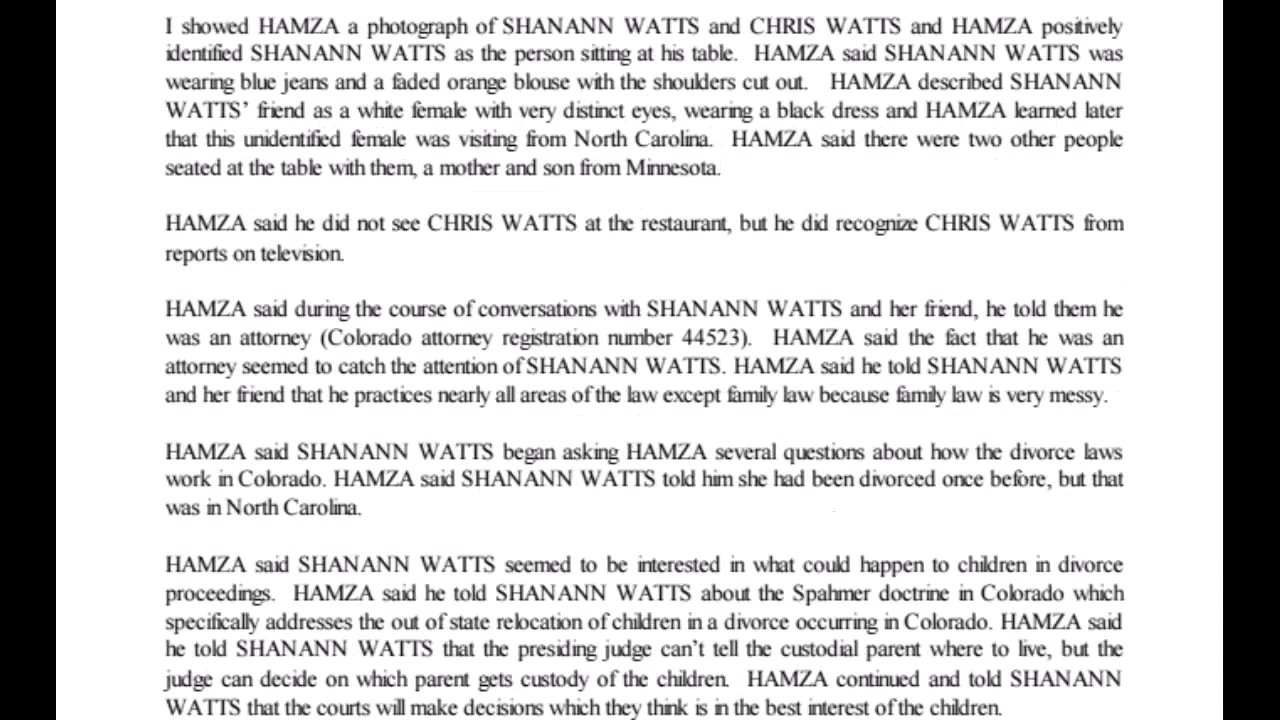 I showed HAMZA a photograph of SHANANN WATTS and CHRIS WATTS and HAMZA positively
identified SHANANN WATTS as the person sitting at his table. HAMZA said SHANANN WATTS was
wearing blue jeans and a faded orange blouse with the shoulders cut out. HAMZA described SHANANN
WATTS' friend as a white female with very distinct eyes, wearing a black dress and HAMZA learned later
that this unidentified female was visiting from North Carolina. HAMZA said there were two other people
seated at the table with them, a mother and son from Minnesota.
HAMZA said he did not see CHRIS WATTS at the restaurant, but he did recognize CHRIS WATTS from
reports on television.
HAMZA said during the course of conversations with SHANANN WATTS and her friend, he told them he
was an attorney (Colorado attorney registration number 44523). HAMZA said the fact that he was an
attorney seemed to catch the attention of SHANANN WATTS. HAMZA said he told SHANANN WATTS
and her friend that he practices nearly all areas of the law except family law because family law is very messy.
HAMZA said SHANANN WATTS began asking HAMZA several questions about how the divorce laws
work in Colorado. HAMZA said SHANANN WATTS told him she had been divorced once before, but that
was in North Carolina.
HAMZA said SHANANN WATTS seemed to be interested in what could happen to children in divorce
proceedings. HAMZA said he told SHANANN WATTS about the Spahmer doctrine in Colorado which
specifically addresses the out of state relocation of children in a divorce occurring in Colorado. HAMZA said
he told SHANANN WATTS that the presiding judge can't tell the custodial parent where to live, but the
judge can decide on which parent gets custody of the children. HAMZA continued and told SHANANN
WATTS that the courts will make decisions which they think is in the best interest of the children.